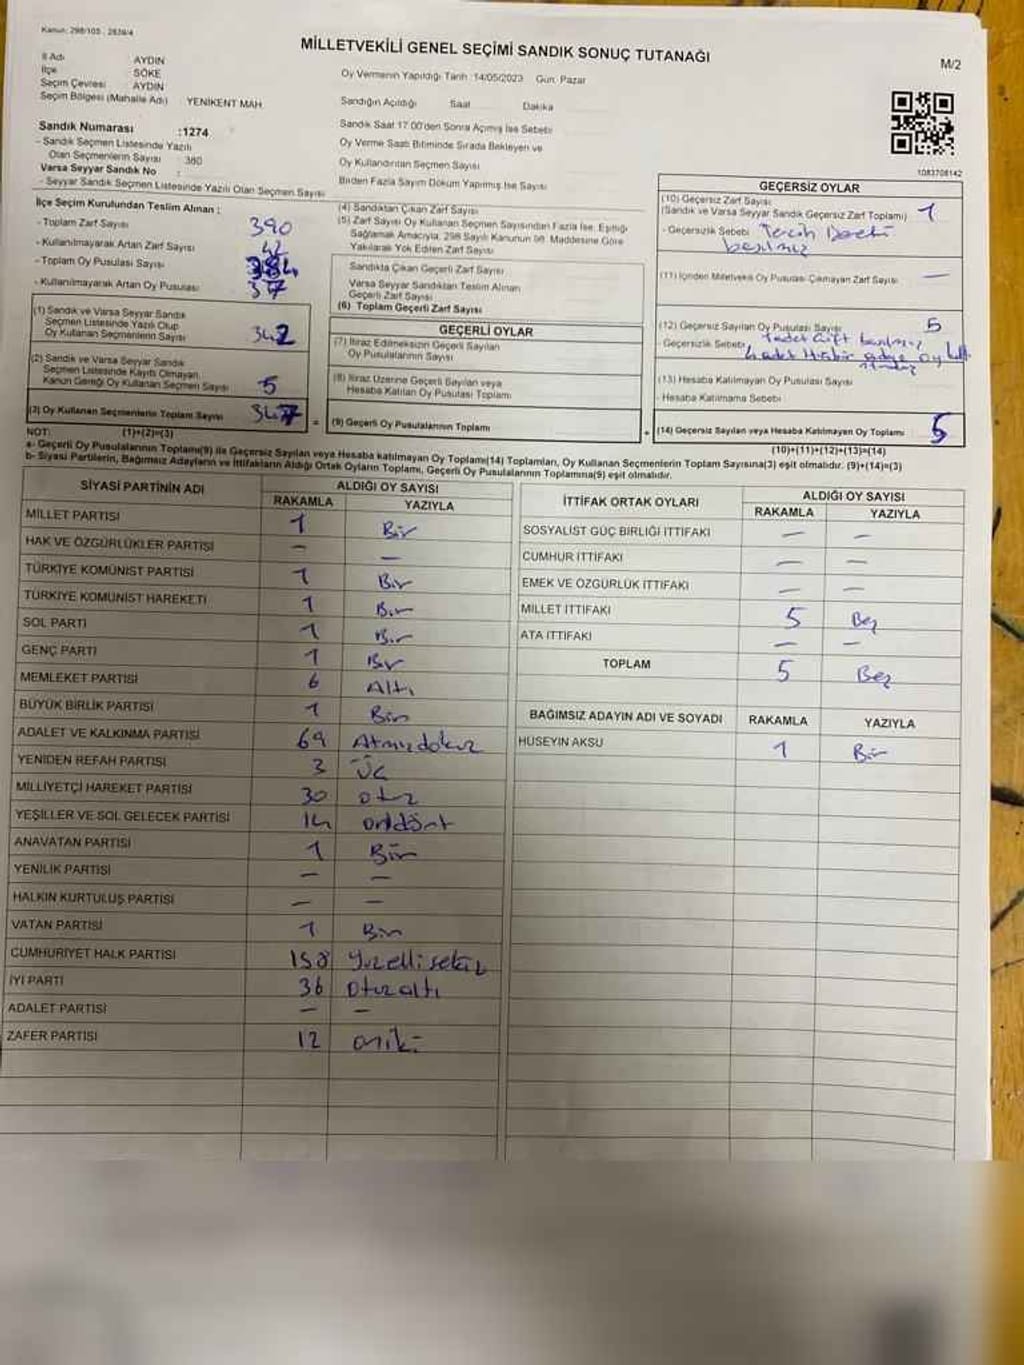 Kanun: 298/105 , 2839/4
MİLLETVEKİLİ GENEL SEÇİMİ SANDIK SONUÇ TUTANAĞI
M/2
İl Adı : AYDIN
İlçe : SÖKE
Seçim Çevresi : AYDIN
Seçim Bölgesi (Mahalle Adı) : YENİKENT MAH.
Oy Vermenin Yapıldığı Tarih :14/05/2023 Gün: Pazar
Sandığın Açıldığı Saat Dakika
Sandık Saat 17:00'den Sonra Açılmış İse Sebebi
Oy Verme Saati Bitiminde Sırada Bekleyen ve
Oy Kullandırılan Seçmen Sayısı
Birden Fazla Sayım Döküm Yapılmış İse Sayısı
Sandık Numarası :1274
- Sandık Seçmen Listesinde Yazılı
Olan Seçmenlerin Sayısı : 380
Varsa Seyyar Sandık No :
- Seyyar Sandık Seçmen Listesinde Yazılı Olan Seçmen Sayısı
1083708142
İlçe Seçim Kurulundan Teslim Alınan :
- Toplam Zarf Sayısı 390
- Kullanılmayarak Artan Zarf Sayısı 42
- Toplam Oy Pusulası Sayısı 384
- Kullanılmayarak Artan Oy Pusulası 37
(1) Sandık ve Varsa Seyyar Sandık
Seçmen Listesinde Yazılı Olup
Oy Kullanan Seçmenlerin Sayısı 342
(2) Sandık ve Varsa Seyyar Sandık
Seçmen Listesinde Kayıtlı Olmayan
Kanun Gereği Oy Kullanan Seçmen Sayısı 5
(3) Oy Kullanan Seçmenlerin Toplam Sayısı 347
NOT: (1)+(2)=(3)
(4) Sandıktan Çıkan Zarf Sayısı
(5) Zarf Sayısı Oy Kullanan Seçmen Sayısından Fazla İse, Eşitliği
Sağlamak Amacıyla, 298 Sayılı Kanunun 98. Maddesine Göre
Yakılarak Yok Edilen Zarf Sayısı
Sandıkta Çıkan Geçerli Zarf Sayısı
Varsa Seyyar Sandıktan Teslim Alınan
Geçerli Zarf Sayısı
(6) Toplam Geçerli Zarf Sayısı
GEÇERLİ OYLAR
(7) İtiraz Edilmeksizin Geçerli Sayılan
Oy Pusulalarının Sayısı
(8) İtiraz Üzerine Geçerli Sayılan veya
Hesaba Katılan Oy Pusulası Toplamı
= (9) Geçerli Oy Pusulalarının Toplamı +
GEÇERSİZ OYLAR
(10) Geçersiz Zarf Sayısı
(Sandık ve Varsa Seyyar Sandık Geçersiz Zarf Toplamı) 1
- Geçersizlik Sebebi Tercih
(11) İçinden Milletvekili Oy Pusulası Çıkmayan Zarf Sayısı —
(12) Geçersiz Sayılan Oy Pusulası Sayısı 5
- Geçersizlik Sebebi 1 adet Çift
4 adet Hiçbir
(13) Hesaba Katılmayan Oy Pusulası Sayısı
- Hesaba Katılmama Sebebi
(14) Geçersiz Sayılan veya Hesaba Katılmayan Oy Toplamı 5
(10)+(11)+(12)+(13)=(14)
a- Geçerli Oy Pusulalarının Toplamı(9) ile Geçersiz Sayılan veya Hesaba katılmayan Oy Toplamı(14) Toplamları, Oy Kullanan Seçmenlerin Toplam Sayısına(3) eşit olmalıdır. (9)+(14)=(3)
b- Siyasi Partilerin, Bağımsız Adayların ve İttifakların Aldığı Ortak Oyların Toplamı, Geçerli Oy Pusulalarının Toplamına(9) eşit olmalıdır.
SİYASİ PARTİNİN ADI ALDIĞI OY SAYISI
RAKAMLA YAZIYLA
MİLLET PARTİSİ 1 Bir
HAK VE ÖZGÜRLÜKLER PARTİSİ — —
TÜRKİYE KOMÜNİST PARTİSİ 1 Bir
TÜRKİYE KOMÜNİST HAREKETİ 1 Bir
SOL PARTİ 1 Bir
GENÇ PARTİ 1 Bir
MEMLEKET PARTİSİ 6 Altı
BÜYÜK BİRLİK PARTİSİ 1 Bir
ADALET VE KALKINMA PARTİSİ 69 Atmışdokuz
YENİDEN REFAH PARTİSİ 3 Üç
MİLLİYETÇİ HAREKET PARTİSİ 30 otuz
YEŞİLLER VE SOL GELECEK PARTİSİ 14 ondört
ANAVATAN PARTİSİ 1 Bir
YENİLİK PARTİSİ — —
HALKIN KURTULUŞ PARTİSİ — —
VATAN PARTİSİ 1 Bir
CUMHURİYET HALK PARTİSİ 158 Yüzellisekiz
İYİ PARTİ 36 otuzaltı
ADALET PARTİSİ — —
ZAFER PARTİSİ 12 oniki
İTTİFAK ORTAK OYLARI ALDIĞI OY SAYISI
RAKAMLA YAZIYLA
SOSYALİST GÜÇ BİRLİĞİ İTTİFAKI — —
CUMHUR İTTİFAKI — —
EMEK VE ÖZGÜRLÜK İTTİFAKI — —
MİLLET İTTİFAKI 5 Beş
ATA İTTİFAKI — —
TOPLAM 5 Beş
BAĞIMSIZ ADAYIN ADI VE SOYADI RAKAMLA YAZIYLA
HÜSEYİN AKSU 1 Bir